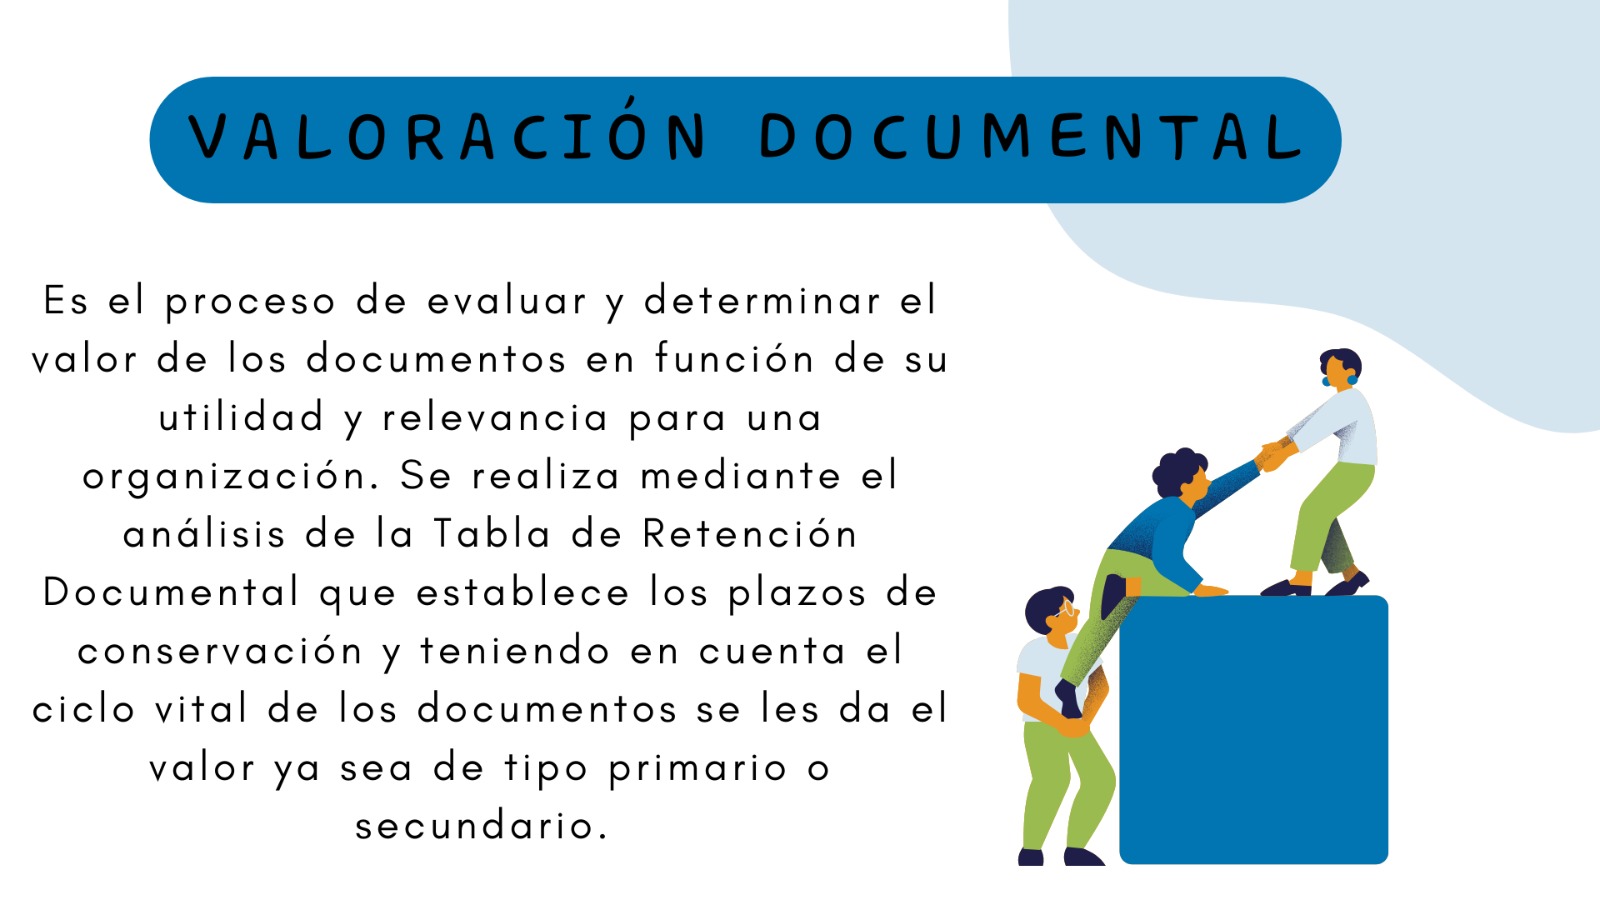 VALORACIÓN DOCUMENTAL
Es el proceso de evaluar y determinar el
valor de los documentos en función de su
utilidad y relevancia para una
organización. Se realiza mediante el
análisis de la Tabla de Retención
Documental que establece los plazos de
conservación y teniendo en cuenta el
ciclo vital de los documentos se les da el
valor ya sea de tipo primario o
secundario.